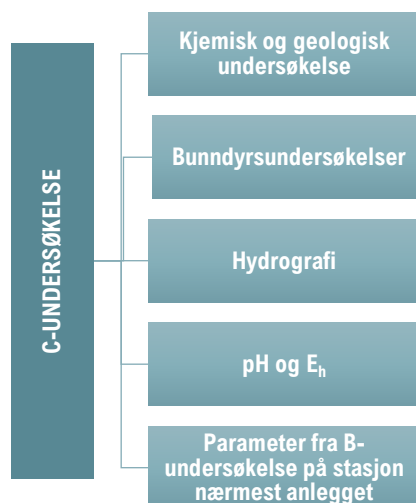 C-UNDERSØKELSE
Kjemisk og geologisk
undersøkelse
Bunndyrsundersøkelser
Hydrografi
pH og Eₕ
Parameter fra B-
undersøkelse på stasjon
nærmest anlegget